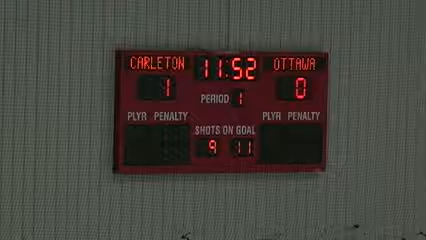 CARLETON 11:52 OTTAWA
1 0
PERIOD 1
PLYR PENALTY PLYR PENALTY
SHOTS ON GOAL
9 11